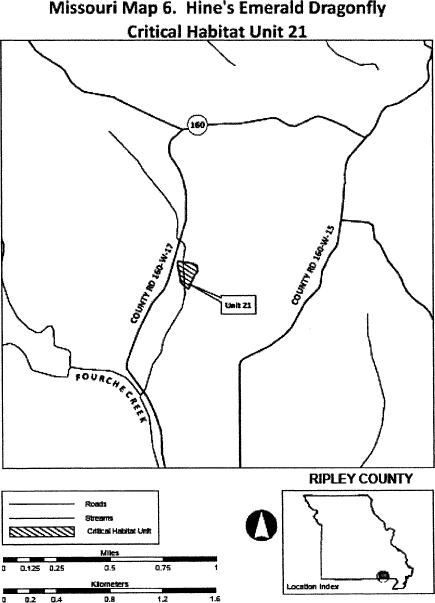 Missouri Map 6. Hine's Emerald Dragonfly
Critical Habitat Unit 21
160
COUNTY RD 160-W-17
COUNTY RD 160-W-15
Unit 21
FOURCHE CREEK
RIPLEY COUNTY
Roads
Streams
Critical Habitat Unit
Miles
0 0.125 0.25 0.5 0.75 1
Kilometers
0 0.2 0.4 0.8 1.2 1.6
Location Index